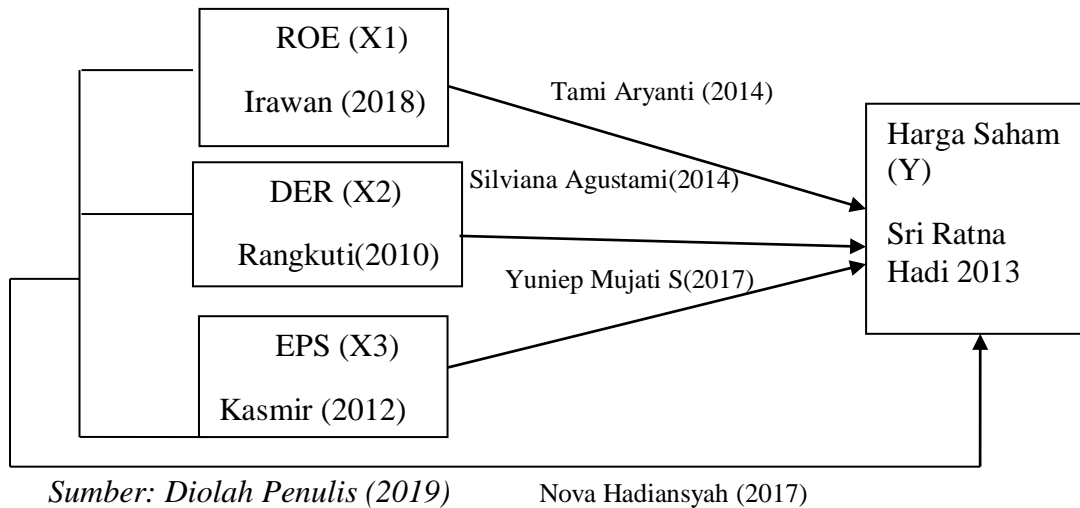 ROE (X1)
Irawan (2018)
Tami Aryanti (2014)
Harga Saham
(Y)
Sri Ratna
Hadi 2013
DER (X2)
Rangkuti(2010)
Silviana Agustami(2014)
Yuniep Mujati S(2017)
EPS (X3)
Kasmir (2012)
Sumber: Diolah Penulis (2019)
Nova Hadiansyah (2017)